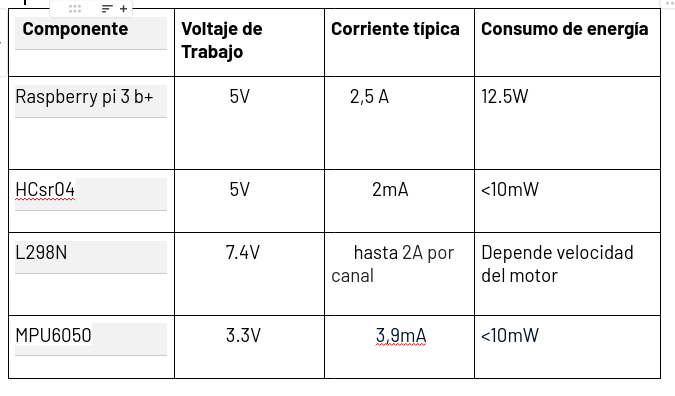 Componente
Voltaje de
Trabajo
Corriente típica
Consumo de energía
Raspberry pi 3 b+
5V
2,5 A
12.5W
HCsr04
5V
2mA
<10mW
L298N
7.4V
hasta 2A por
canal
Depende velocidad
del motor
MPU6050
3.3V
3,9mA
<10mW